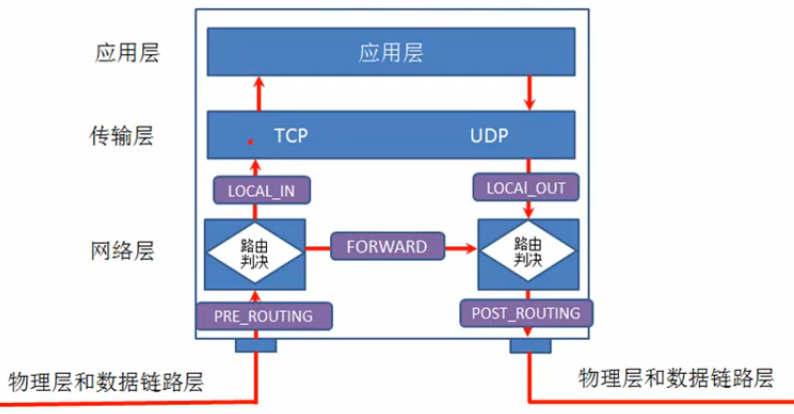 应用层
应用层
传输层
TCP
UDP
LOCAL_IN
LOCAl_OUT
网络层
路由
判决
FORWARD
路由
判决
PRE_ROUTING
POST_ROUTING
物理层和数据链路层
物理层和数据链路层